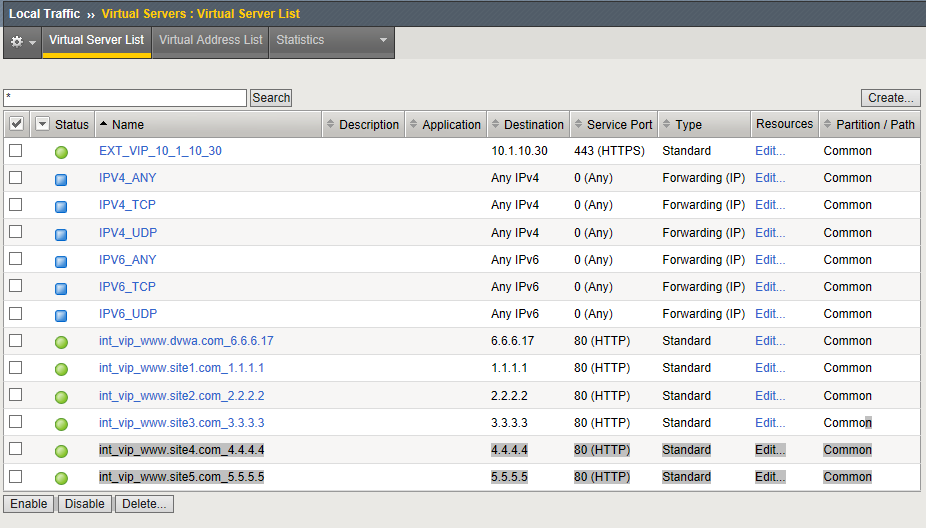 Local Traffic » Virtual Servers : Virtual Server List
Virtual Server List Virtual Address List Statistics
* Search Create...
Status Name Description Application Destination Service Port Type Resources Partition / Path
EXT_VIP_10_1_10_30 10.1.10.30 443 (HTTPS) Standard Edit... Common
IPV4_ANY Any IPv4 0 (Any) Forwarding (IP) Edit... Common
IPV4_TCP Any IPv4 0 (Any) Forwarding (IP) Edit... Common
IPV4_UDP Any IPv4 0 (Any) Forwarding (IP) Edit... Common
IPV6_ANY Any IPv6 0 (Any) Forwarding (IP) Edit... Common
IPV6_TCP Any IPv6 0 (Any) Forwarding (IP) Edit... Common
IPV6_UDP Any IPv6 0 (Any) Forwarding (IP) Edit... Common
int_vip_www.dvwa.com_6.6.6.17 6.6.6.17 80 (HTTP) Standard Edit... Common
int_vip_www.site1.com_1.1.1.1 1.1.1.1 80 (HTTP) Standard Edit... Common
int_vip_www.site2.com_2.2.2.2 2.2.2.2 80 (HTTP) Standard Edit... Common
int_vip_www.site3.com_3.3.3.3 3.3.3.3 80 (HTTP) Standard Edit... Common
int_vip_www.site4.com_4.4.4.4 4.4.4.4 80 (HTTP) Standard Edit... Common
int_vip_www.site5.com_5.5.5.5 5.5.5.5 80 (HTTP) Standard Edit... Common
Enable Disable Delete...